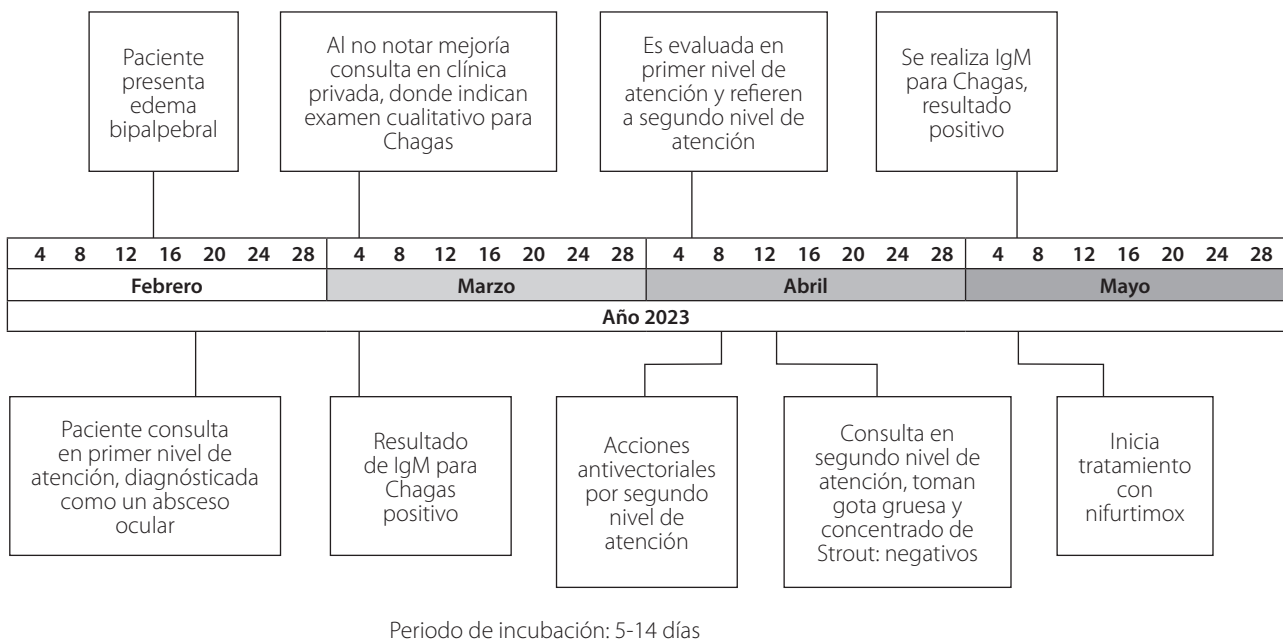 Paciente
presenta
edema
bipalpebral
Al no notar mejoría
consulta en clínica
privada, donde indican
examen cualitativo para
Chagas
Es evaluada en
primer nivel de
atención y refieren
a segundo nivel de
atención
Se realiza IgM
para Chagas,
resultado
positivo
4 8 12 16 20 24 28 4 8 12 16 20 24 28 4 8 12 16 20 24 28 4 8 12 16 20 24 28
Febrero Marzo Abril Mayo
Año 2023
Paciente consulta
en primer nivel de
atención, diagnósticada
como un absceso
ocular
Resultado
de IgM para
Chagas
positivo
Acciones
antivectoriales
por segundo
nivel de
atención
Consulta en
segundo nivel de
atención, toman
gota gruesa y
concentrado de
Strout: negativos
Inicia
tratamiento
con
nifurtimox
Periodo de incubación: 5-14 días